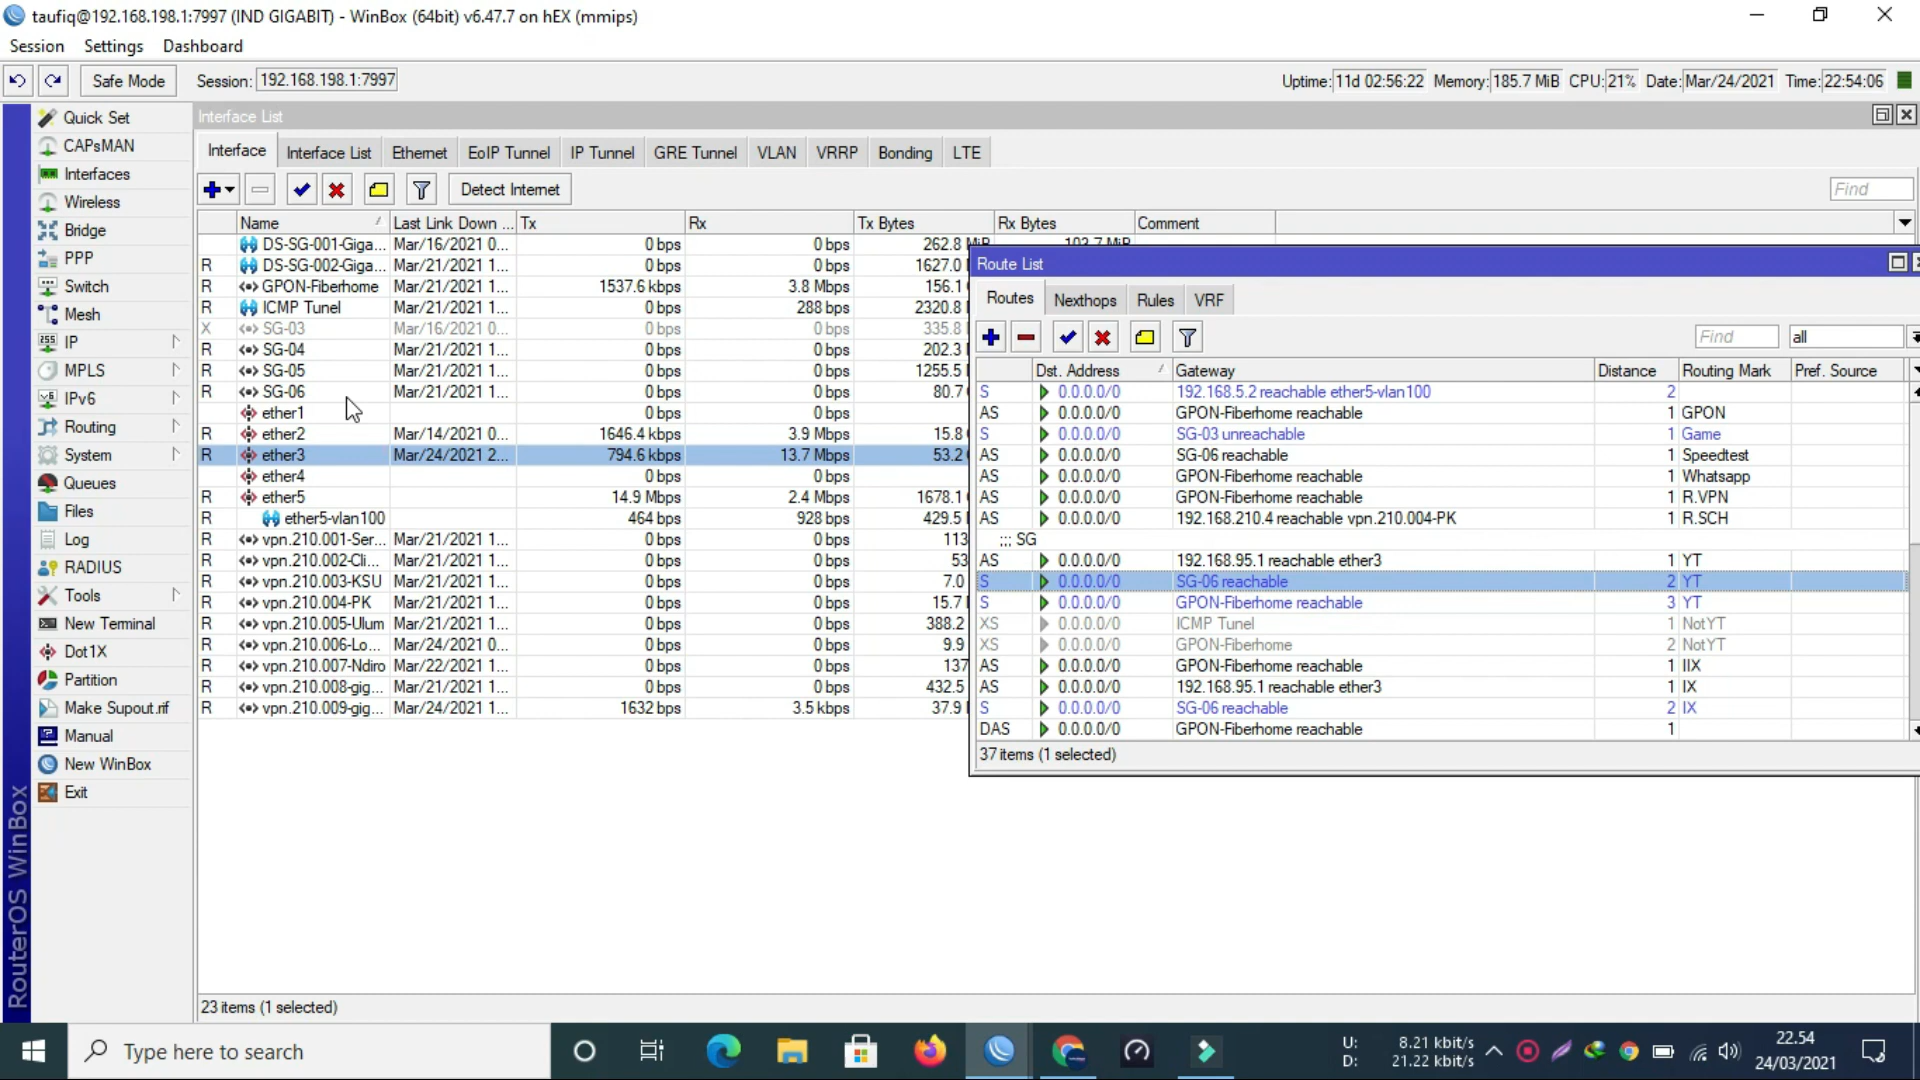 taufiq@192.168.198.1:7997 (IND GIGABIT) - WinBox (64bit) v6.47.7 on hEX (mmips)
Session Settings Dashboard
Safe Mode Session: 192.168.198.1:7997 Uptime: 11d 02:56:22 Memory: 185.7 MiB CPU: 21% Date: Mar/24/2021 Time: 22:54:06
Quick Set
CAPsMAN
Interfaces
Wireless
Bridge
PPP
Switch
Mesh
IP
MPLS
IPv6
Routing
System
Queues
Files
Log
RADIUS
Tools
New Terminal
Dot1X
Partition
Make Supout.rif
Manual
New WinBox
Exit
RouterOS WinBox
Interface List
Interface Interface List Ethernet EoIP Tunnel IP Tunnel GRE Tunnel VLAN VRRP Bonding LTE
Detect Internet Find
Name Last Link Down ... Tx Rx Tx Bytes Rx Bytes Comment
DS-SG-001-Giga... Mar/16/2021 0... 0 bps 0 bps 262.8 MiB 103.7 MiB
R DS-SG-002-Giga... Mar/21/2021 1... 0 bps 0 bps 1627.0
R GPON-Fiberhome Mar/21/2021 1... 1537.6 kbps 3.8 Mbps 156.1
R ICMP Tunel Mar/21/2021 1... 0 bps 288 bps 2320.8
X SG-03 Mar/16/2021 0... 0 bps 0 bps 335.8
R SG-04 Mar/21/2021 1... 0 bps 0 bps 202.3
R SG-05 Mar/21/2021 1... 0 bps 0 bps 1255.5
R SG-06 Mar/21/2021 1... 0 bps 0 bps 80.7
ether1 0 bps 0 bps
R ether2 Mar/14/2021 0... 1646.4 kbps 3.9 Mbps 15.8
R ether3 Mar/24/2021 2... 794.6 kbps 13.7 Mbps 53.2
ether4 0 bps 0 bps
R ether5 14.9 Mbps 2.4 Mbps 1678.1
R ether5-vlan100 464 bps 928 bps 429.5
R vpn.210.001-Ser... Mar/21/2021 1... 0 bps 0 bps 113
R vpn.210.002-Cli... Mar/21/2021 1... 0 bps 0 bps 53
R vpn.210.003-KSU Mar/21/2021 1... 0 bps 0 bps 7.0
R vpn.210.004-PK Mar/21/2021 1... 0 bps 0 bps 15.7
R vpn.210.005-Ulum Mar/21/2021 1... 0 bps 0 bps 388.2
R vpn.210.006-Lo... Mar/24/2021 0... 0 bps 0 bps 9.9
R vpn.210.007-Ndiro Mar/22/2021 1... 0 bps 0 bps 137
R vpn.210.008-gig... Mar/21/2021 1... 0 bps 0 bps 432.5
R vpn.210.009-gig... Mar/24/2021 1... 1632 bps 3.5 kbps 37.9
23 items (1 selected)
Route List
Routes Nexthops Rules VRF
Find all
Dst. Address Gateway Distance Routing Mark Pref. Source
S 0.0.0.0/0 192.168.5.2 reachable ether5-vlan100 2
AS 0.0.0.0/0 GPON-Fiberhome reachable 1 GPON
S 0.0.0.0/0 SG-03 unreachable 1 Game
AS 0.0.0.0/0 SG-06 reachable 1 Speedtest
AS 0.0.0.0/0 GPON-Fiberhome reachable 1 Whatsapp
AS 0.0.0.0/0 GPON-Fiberhome reachable 1 R.VPN
AS 0.0.0.0/0 192.168.210.4 reachable vpn.210.004-PK 1 R.SCH
;;; SG
AS 0.0.0.0/0 192.168.95.1 reachable ether3 1 YT
S 0.0.0.0/0 SG-06 reachable 2 YT
S 0.0.0.0/0 GPON-Fiberhome reachable 3 YT
XS 0.0.0.0/0 ICMP Tunel 1 NotYT
XS 0.0.0.0/0 GPON-Fiberhome 2 NotYT
AS 0.0.0.0/0 GPON-Fiberhome reachable 1 IIX
AS 0.0.0.0/0 192.168.95.1 reachable ether3 1 IX
S 0.0.0.0/0 SG-06 reachable 2 IX
DAS 0.0.0.0/0 GPON-Fiberhome reachable 1
37 items (1 selected)
Type here to search
U: 8.21 kbit/s
D: 21.22 kbit/s
22.54
24/03/2021